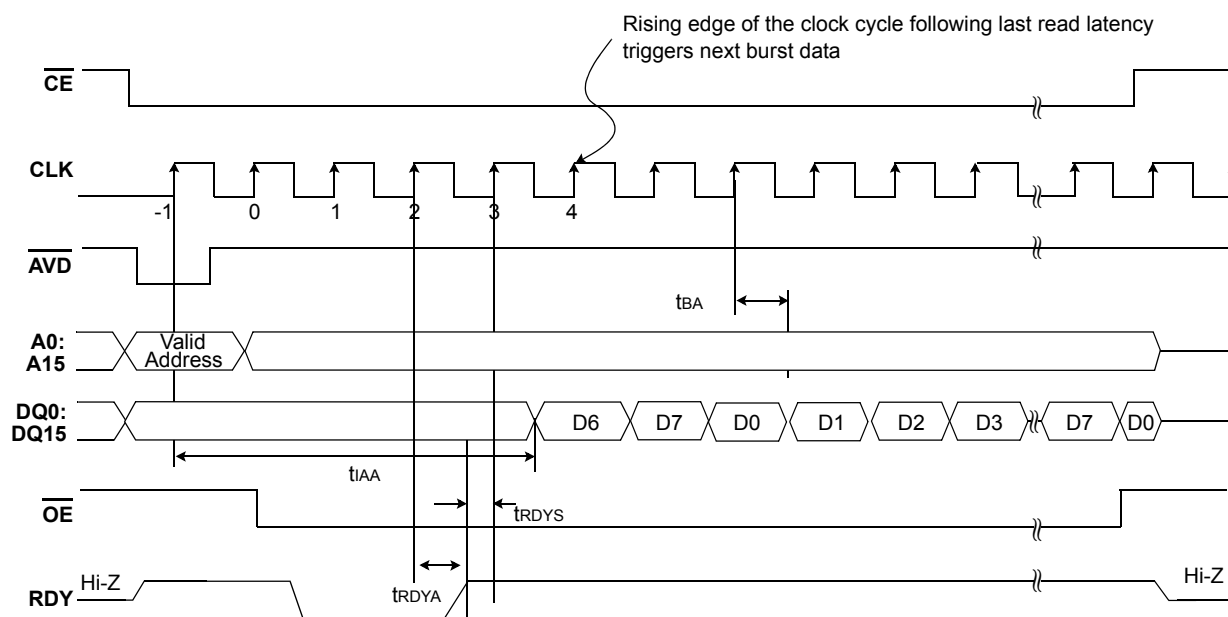 Rising edge of the clock cycle following last read latency
triggers next burst data
CE
CLK
-1 0 1 2 3 4
AVD
tBA
A0:
A15
Valid
Address
DQ0:
DQ15
D6 D7 D0 D1 D2 D3 D7 D0
tIAA
OE
tRDYS
Hi-Z
Hi-Z
tRDYA
RDY